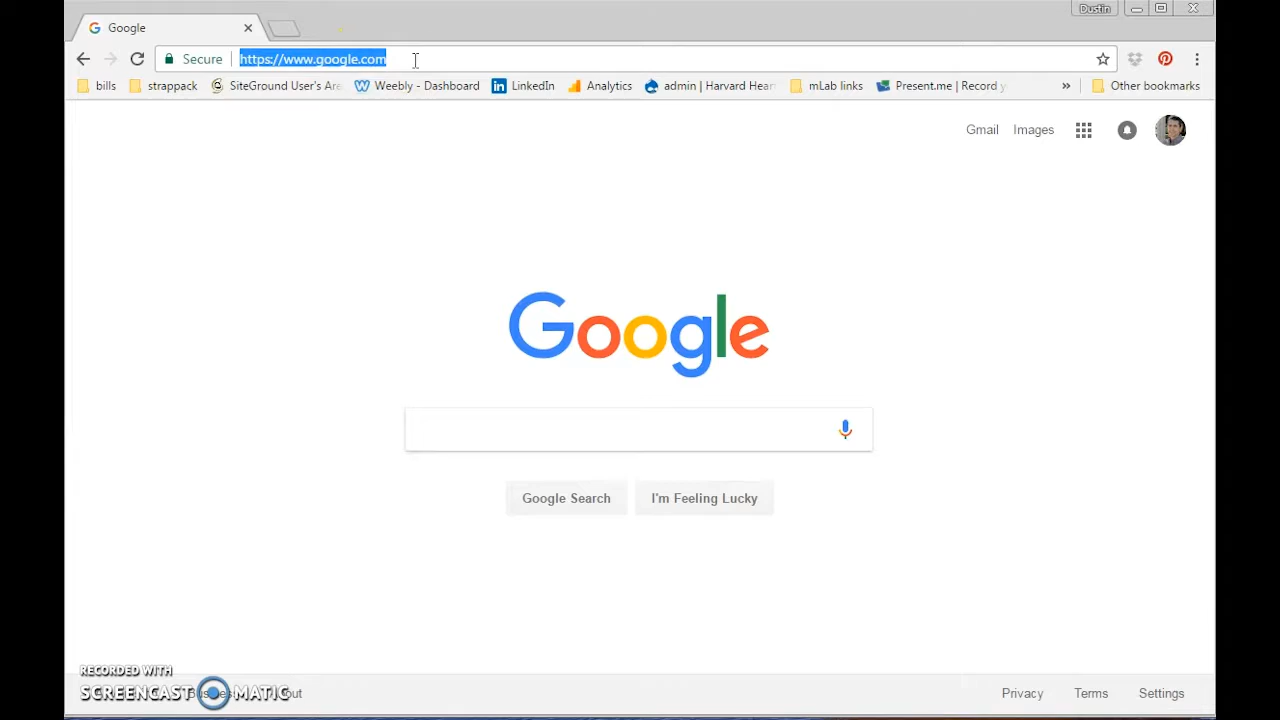 Dustin
Google
Secure https://www.google.com
bills strappack SiteGround User's Are Weebly - Dashboard LinkedIn Analytics admin | Harvard Hear mLab links Present.me | Record y » Other bookmarks
Gmail Images
Google
Google Search I'm Feeling Lucky
RECORDED WITH
SCREENCAST MATIC
Privacy Terms Settings